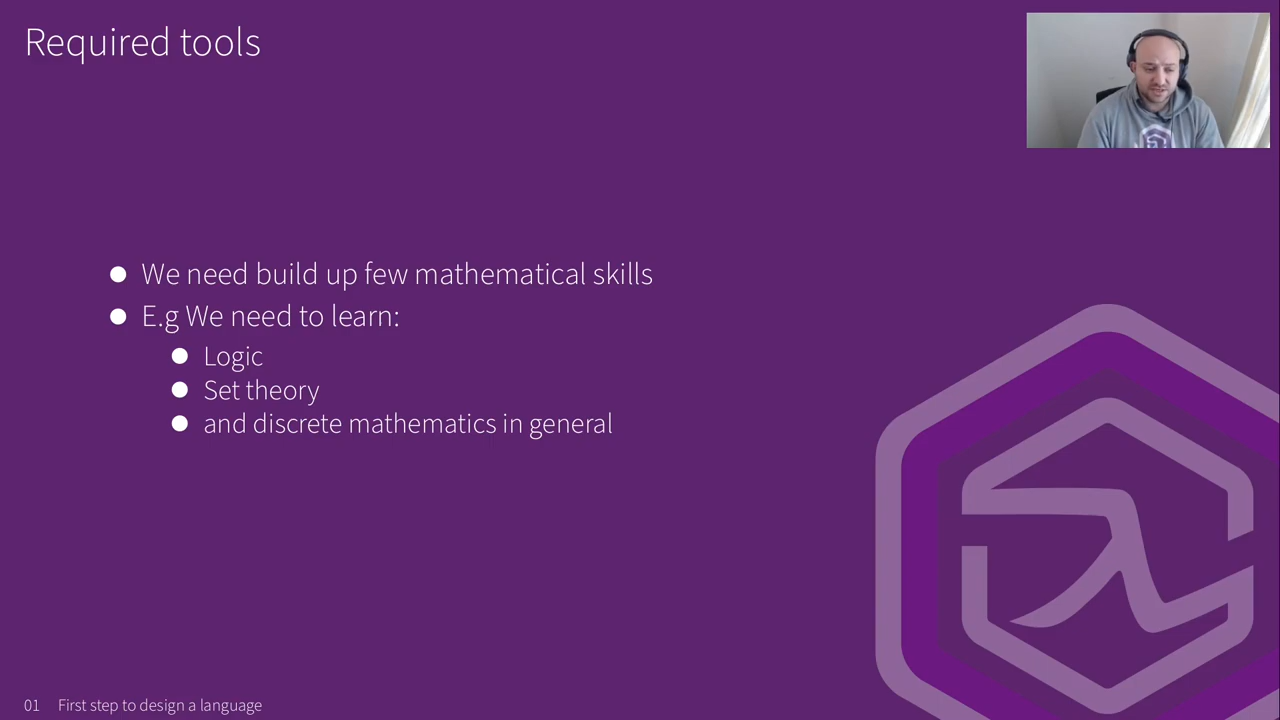 Required tools
We need build up few mathematical skills
E.g We need to learn:
Logic
Set theory
and discrete mathematics in general
01 First step to design a language